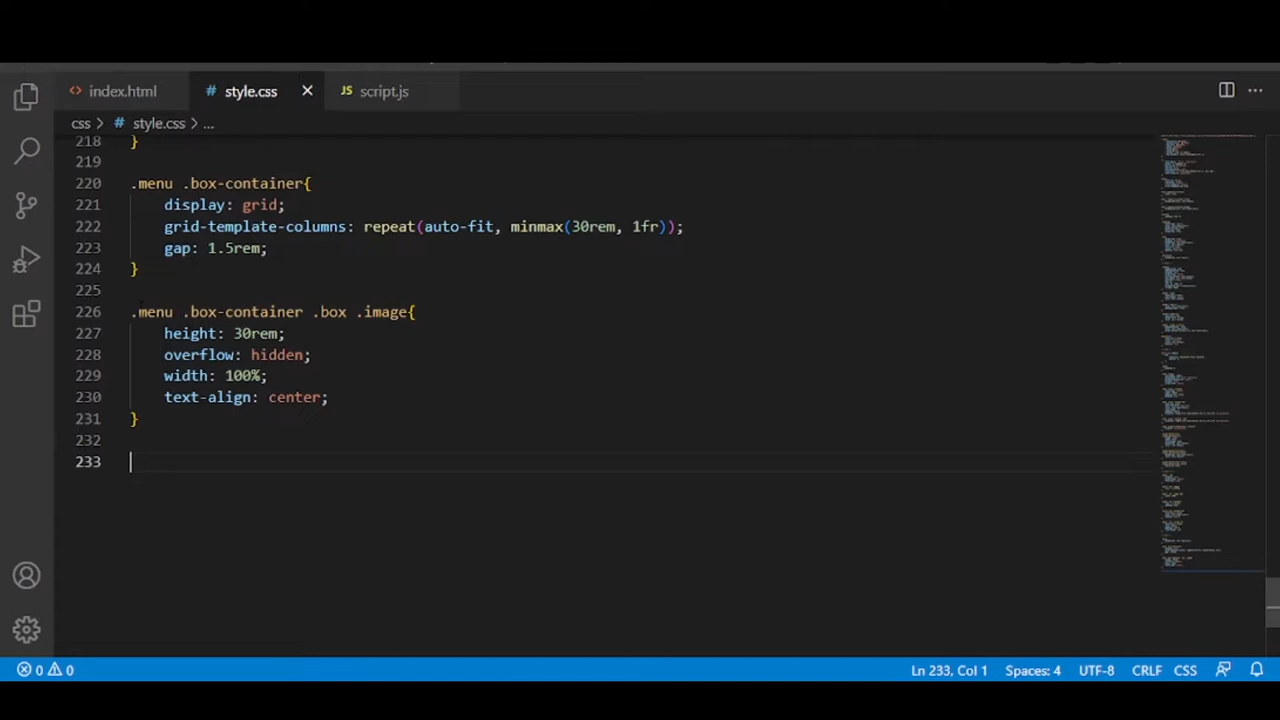 index.html
style.css
script.js
css > style.css > ...
218 }
219
220 .menu .box-container{
221 display: grid;
222 grid-template-columns: repeat(auto-fit, minmax(30rem, 1fr));
223 gap: 1.5rem;
224 }
225
226 .menu .box-container .box .image{
227 height: 30rem;
228 overflow: hidden;
229 width: 100%;
230 text-align: center;
231 }
232
233
0 0 Ln 233, Col 1 Spaces: 4 UTF-8 CRLF CSS